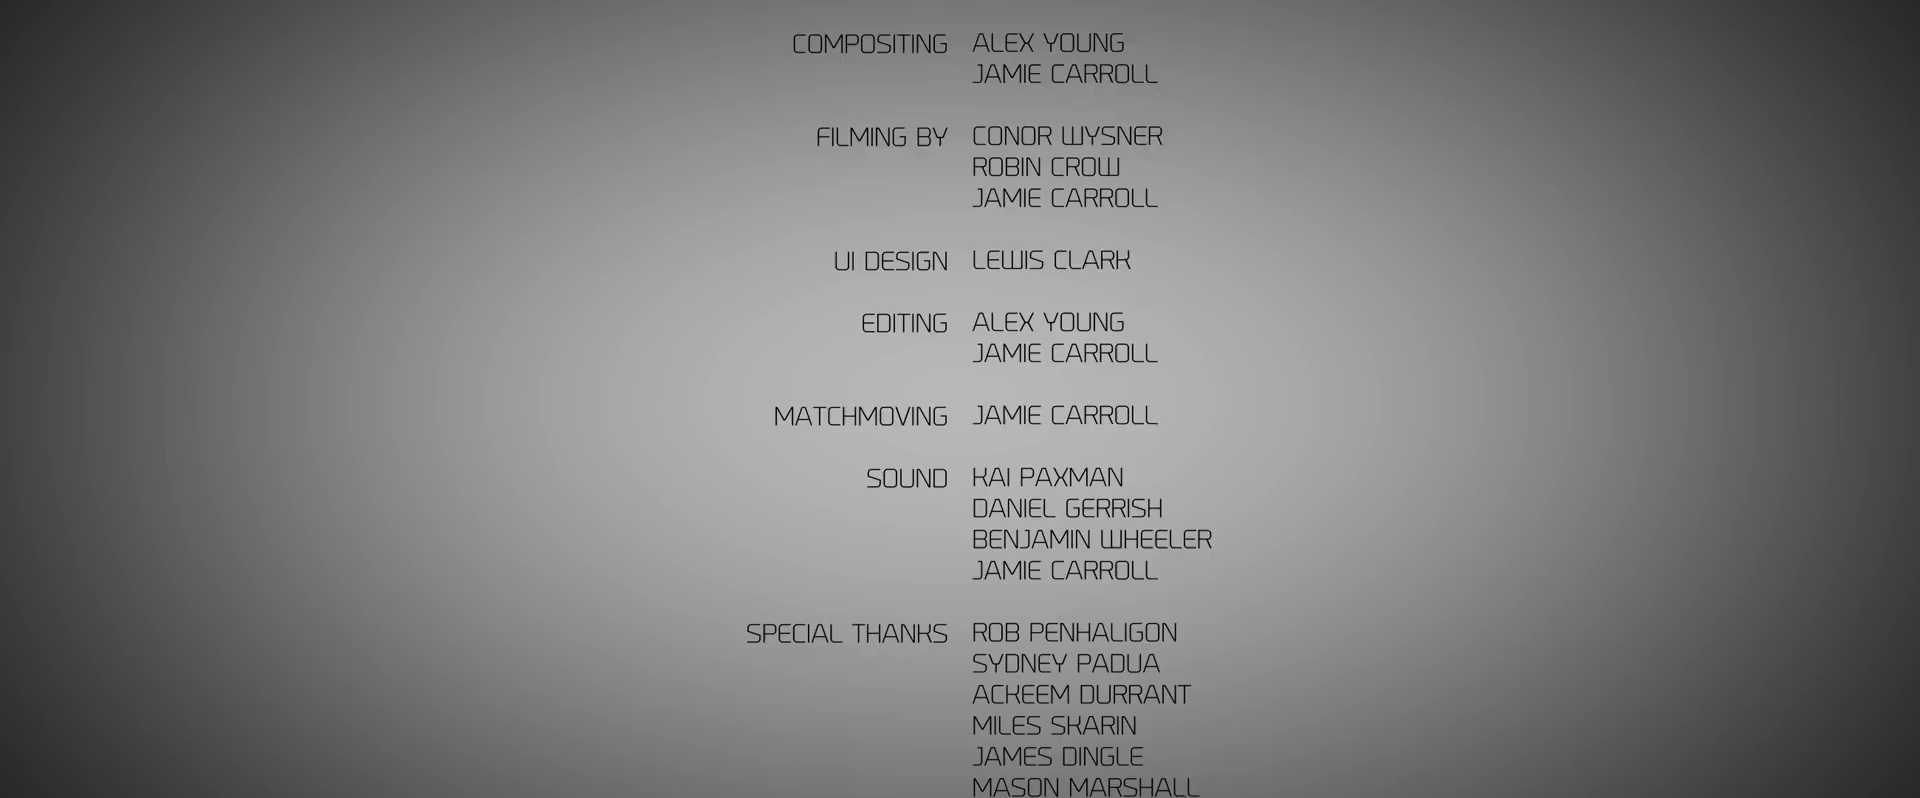 COMPOSITING ALEX YOUNG
JAMIE CARROLL
FILMING BY CONOR WYSNER
ROBIN CROW
JAMIE CARROLL
UI DESIGN LEWIS CLARK
EDITING ALEX YOUNG
JAMIE CARROLL
MATCHMOVING JAMIE CARROLL
SOUND KAI PAXMAN
DANIEL GERRISH
BENJAMIN WHEELER
JAMIE CARROLL
SPECIAL THANKS ROB PENHALIGON
SYDNEY PADUA
ACKEEM DURRANT
MILES SKARIN
JAMES DINGLE
MASON MARSHALL